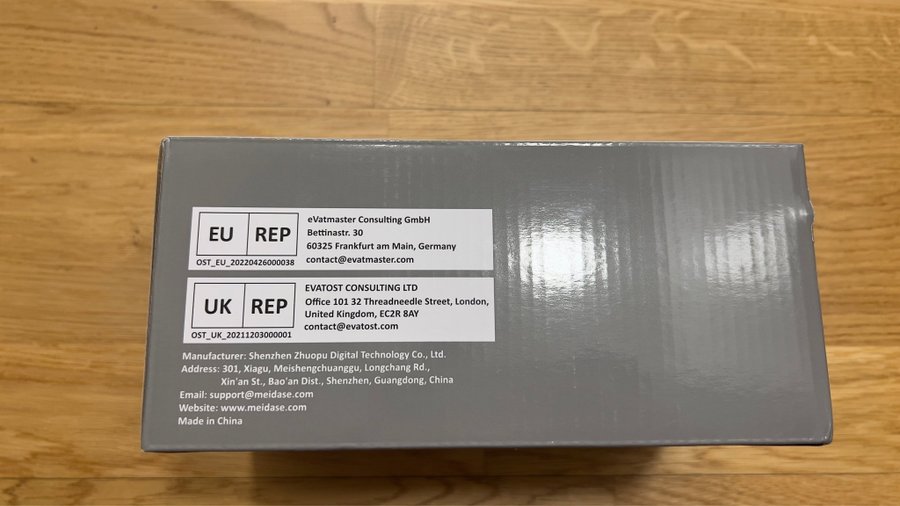 EU REP
OST_EU_20220426000038
eVatmaster Consulting GmbH
Bettinastr. 30
60325 Frankfurt am Main, Germany
contact@evatmaster.com
UK REP
OST_UK_20211203000001
EVATOST CONSULTING LTD
Office 101 32 Threadneedle Street, London,
United Kingdom, EC2R 8AY
contact@evatost.com
Manufacturer: Shenzhen Zhuopu Digital Technology Co., Ltd.
Address: 301, Xiagu, Meishengchuanggu, Longchang Rd.,
Xin'an St., Bao'an Dist., Shenzhen, Guangdong, China
Email: support@meidase.com
Website: www.meidase.com
Made in China